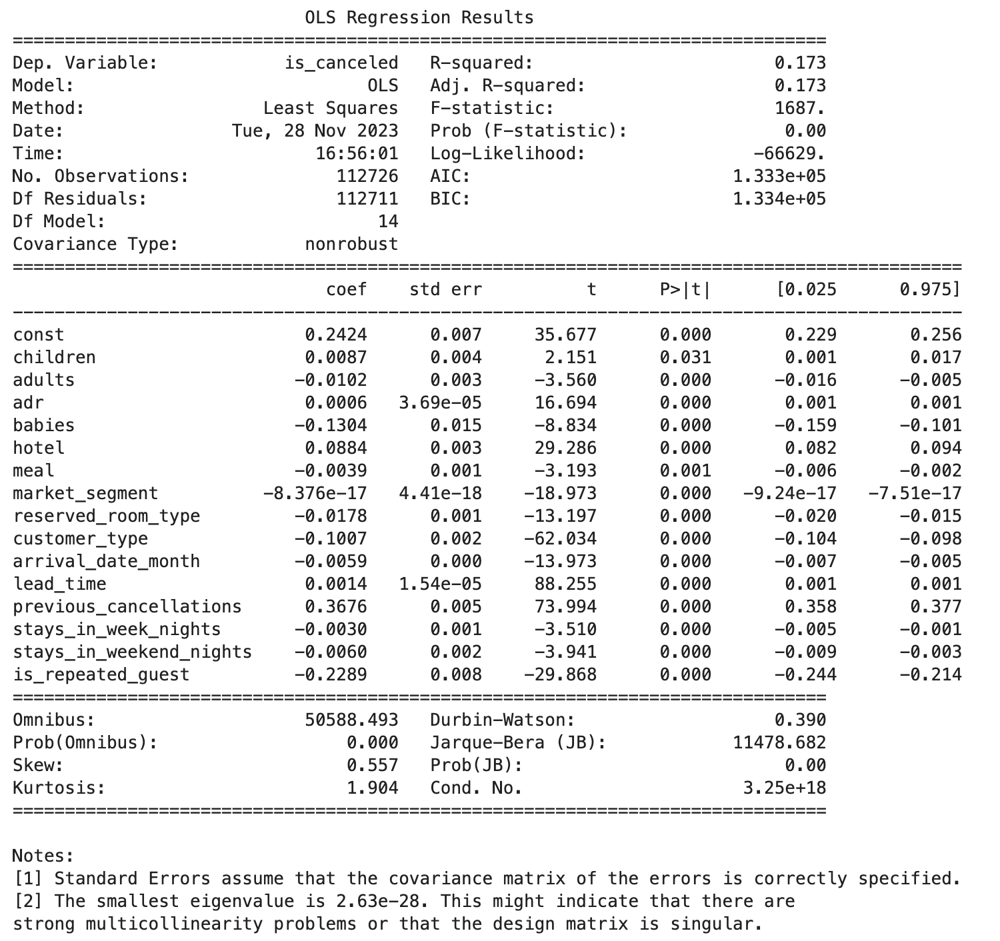 OLS Regression Results
==============================================================================
Dep. Variable: is_canceled R-squared: 0.173
Model: OLS Adj. R-squared: 0.173
Method: Least Squares F-statistic: 1687.
Date: Tue, 28 Nov 2023 Prob (F-statistic): 0.00
Time: 16:56:01 Log-Likelihood: -66629.
No. Observations: 112726 AIC: 1.333e+05
Df Residuals: 112711 BIC: 1.334e+05
Df Model: 14
Covariance Type: nonrobust
===========================================================================================
coef std err t P>|t| [0.025 0.975]
-------------------------------------------------------------------------------------------
const 0.2424 0.007 35.677 0.000 0.229 0.256
children 0.0087 0.004 2.151 0.031 0.001 0.017
adults -0.0102 0.003 -3.560 0.000 -0.016 -0.005
adr 0.0006 3.69e-05 16.694 0.000 0.001 0.001
babies -0.1304 0.015 -8.834 0.000 -0.159 -0.101
hotel 0.0884 0.003 29.286 0.000 0.082 0.094
meal -0.0039 0.001 -3.193 0.001 -0.006 -0.002
market_segment -8.376e-17 4.41e-18 -18.973 0.000 -9.24e-17 -7.51e-17
reserved_room_type -0.0178 0.001 -13.197 0.000 -0.020 -0.015
customer_type -0.1007 0.002 -62.034 0.000 -0.104 -0.098
arrival_date_month -0.0059 0.000 -13.973 0.000 -0.007 -0.005
lead_time 0.0014 1.54e-05 88.255 0.000 0.001 0.001
previous_cancellations 0.3676 0.005 73.994 0.000 0.358 0.377
stays_in_week_nights -0.0030 0.001 -3.510 0.000 -0.005 -0.001
stays_in_weekend_nights -0.0060 0.002 -3.941 0.000 -0.009 -0.003
is_repeated_guest -0.2289 0.008 -29.868 0.000 -0.244 -0.214
==============================================================================
Omnibus: 50588.493 Durbin-Watson: 0.390
Prob(Omnibus): 0.000 Jarque-Bera (JB): 11478.682
Skew: 0.557 Prob(JB): 0.00
Kurtosis: 1.904 Cond. No. 3.25e+18
==============================================================================
Notes:
[1] Standard Errors assume that the covariance matrix of the errors is correctly specified.
[2] The smallest eigenvalue is 2.63e-28. This might indicate that there are
strong multicollinearity problems or that the design matrix is singular.